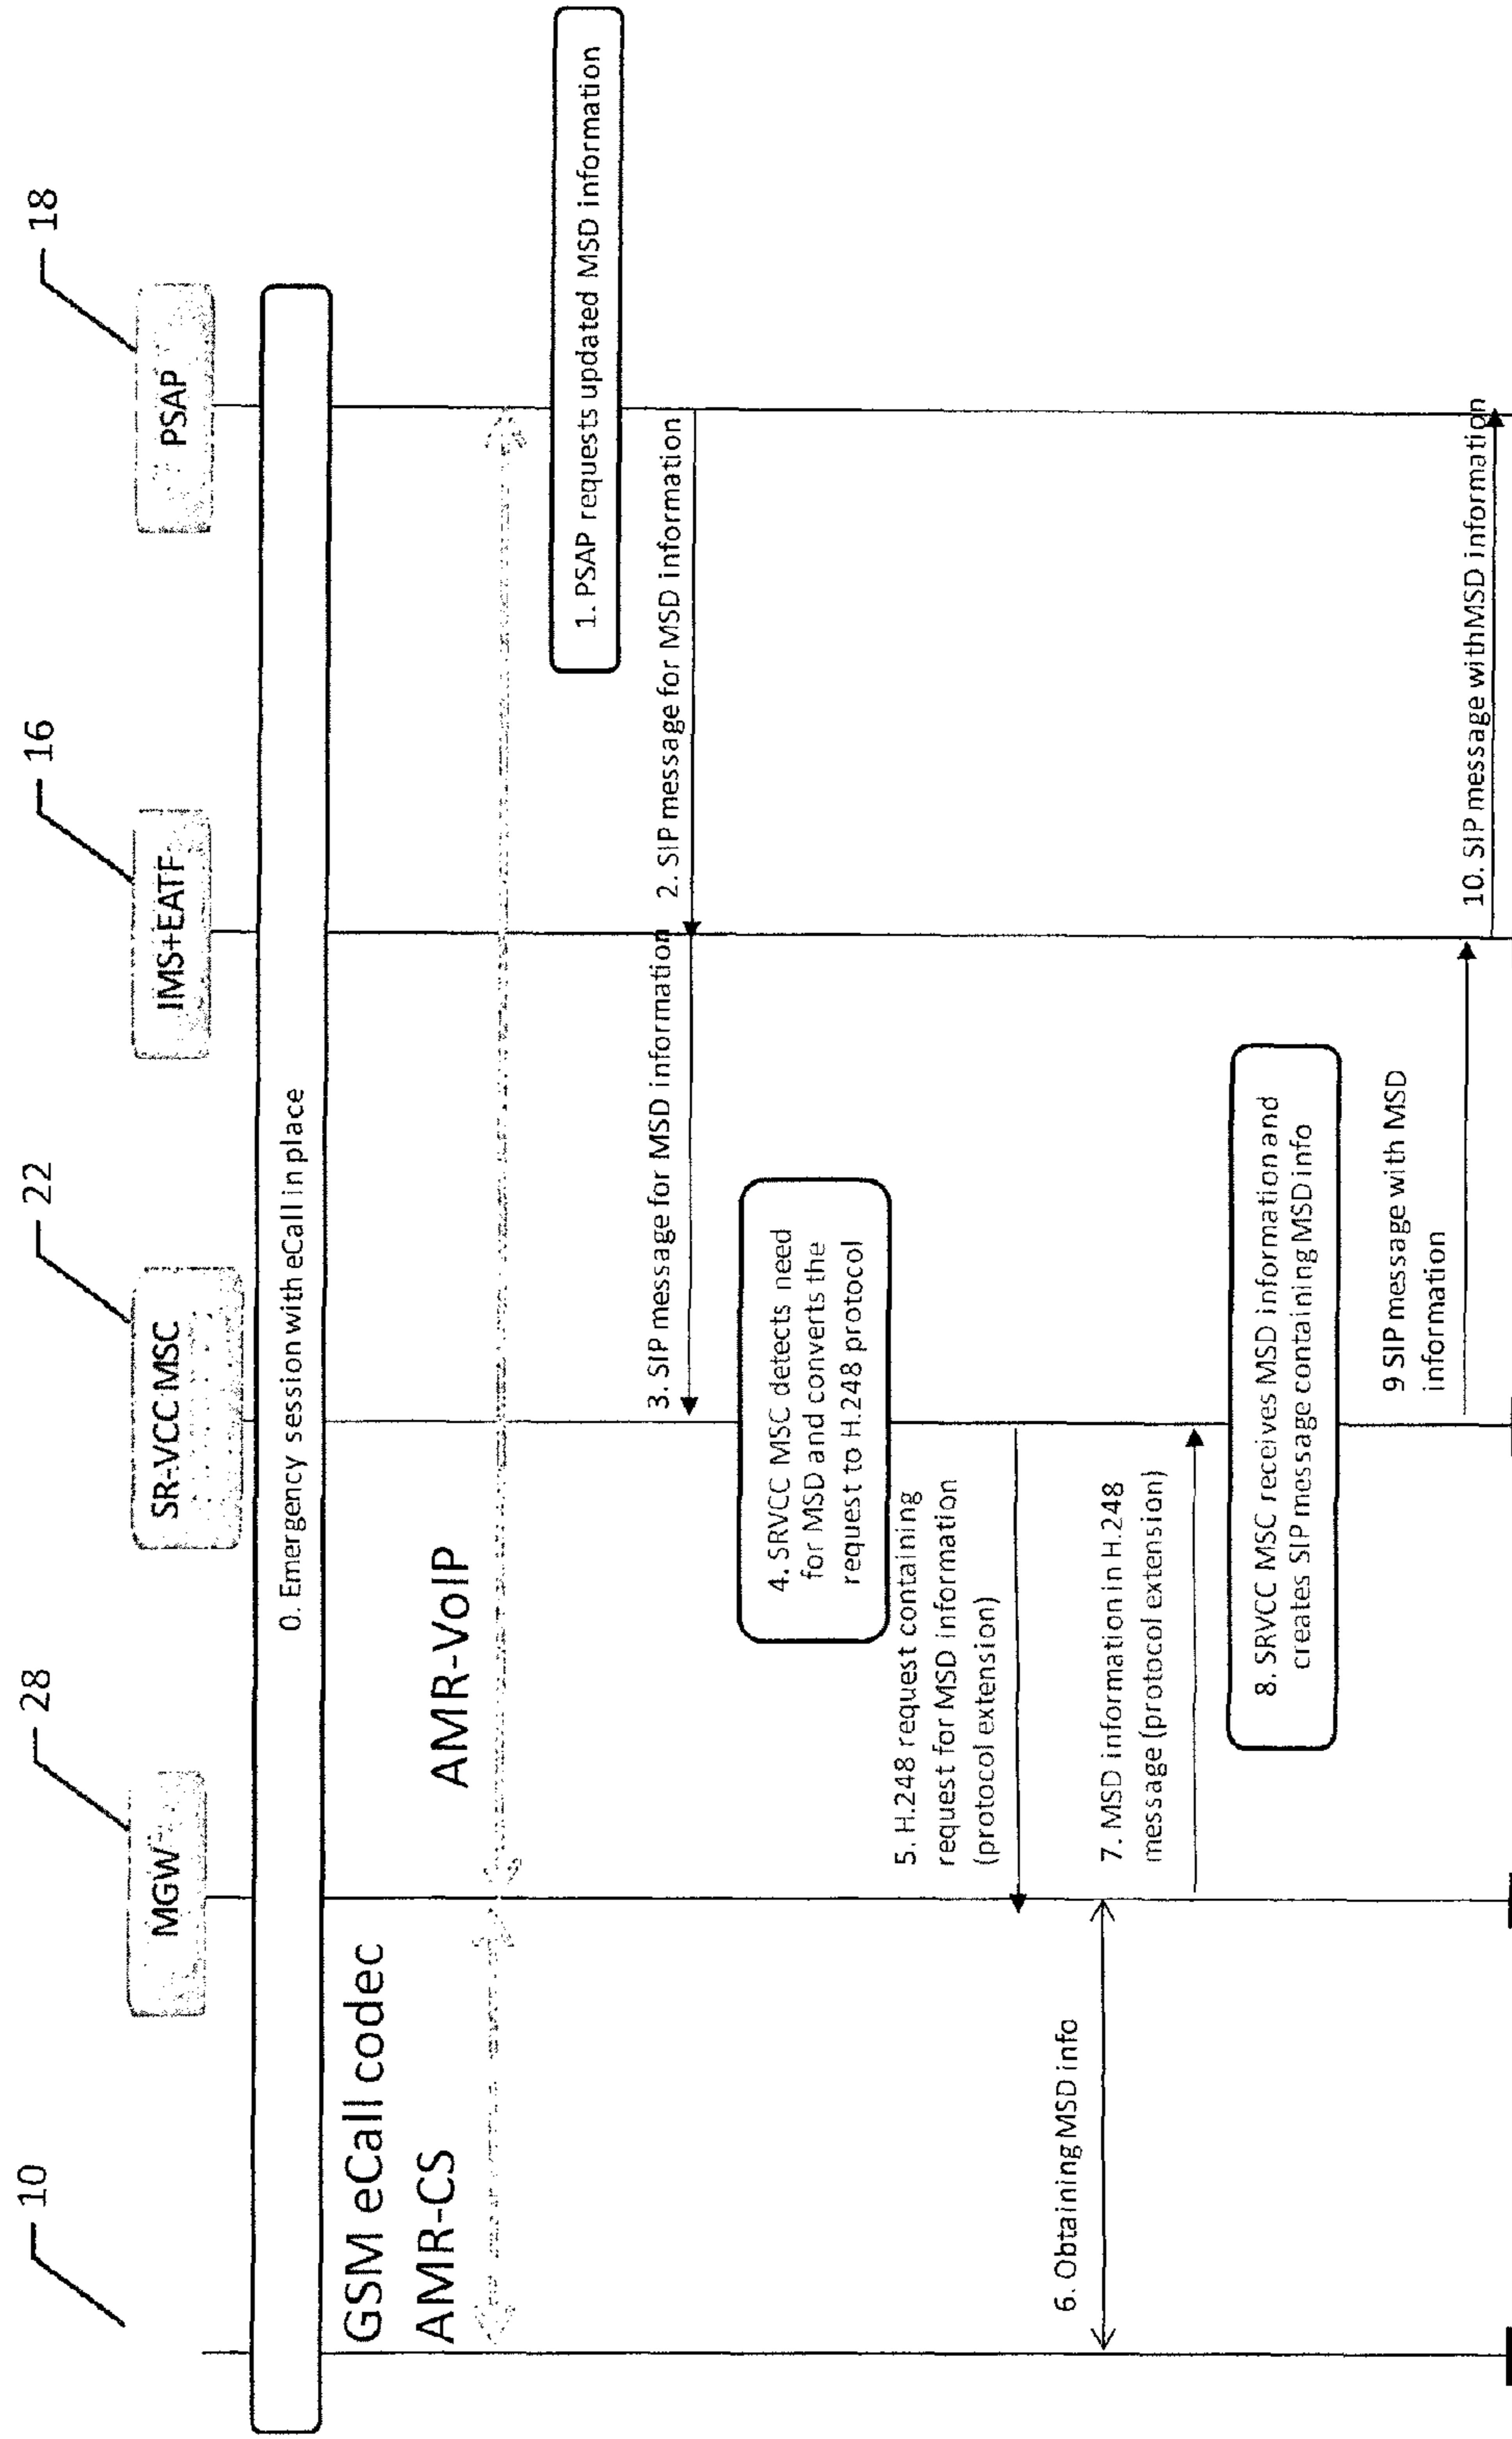 10
28
22
16
18
MGW
SR-VCC MSC
IMS+EATF
PSAP
0. Emergency session with eCall in place
GSM eCall codec
AMR-CS
AMR-VoIP
1. PSAP requests updated MSD information
2. SIP message for MSD information
3. SIP message for MSD information
4. SRVCC MSC detects need
for MSD and converts the
request to H.248 protocol
5. H.248 request containing
request for MSD information
(protocol extension)
6. Obtaining MSD info
7. MSD information in H.248
message (protocol extension)
8. SRVCC MSC receives MSD information and
creates SIP message containing MSD info
9 SIP message with MSD
information
10. SIP message with MSD information